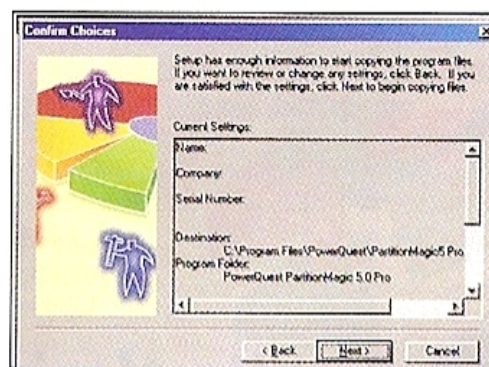 Confirm Choices
Setup has enough information to start copying the program files.
If you want to review or change any settings, click Back. If you
are satisfied with the settings, click Next to begin copying files.
Current Settings:
Name:
Company:
Serial Number:
Destination:
C:\Program Files\PowerQuest\PartitionMagic5 Pro
Program Folder:
PowerQuest PartitionMagic 5.0 Pro
< Back
Next >
Cancel